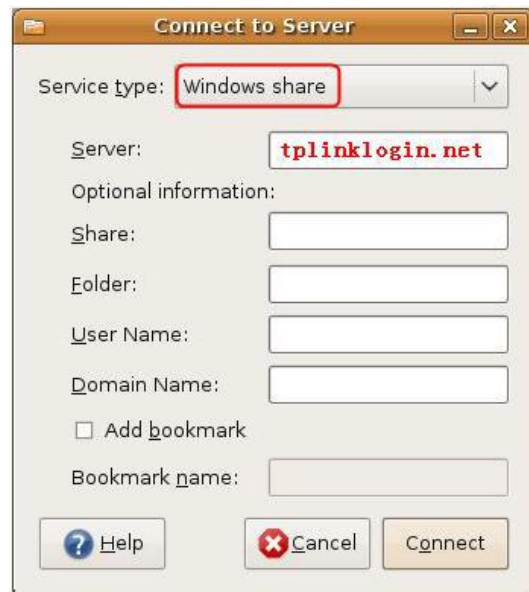 Connect to Server
Service type: Windows share
Server: tplinklogin.net
Optional information:
Share:
Folder:
User Name:
Domain Name:
Add bookmark
Bookmark name:
Help Cancel Connect